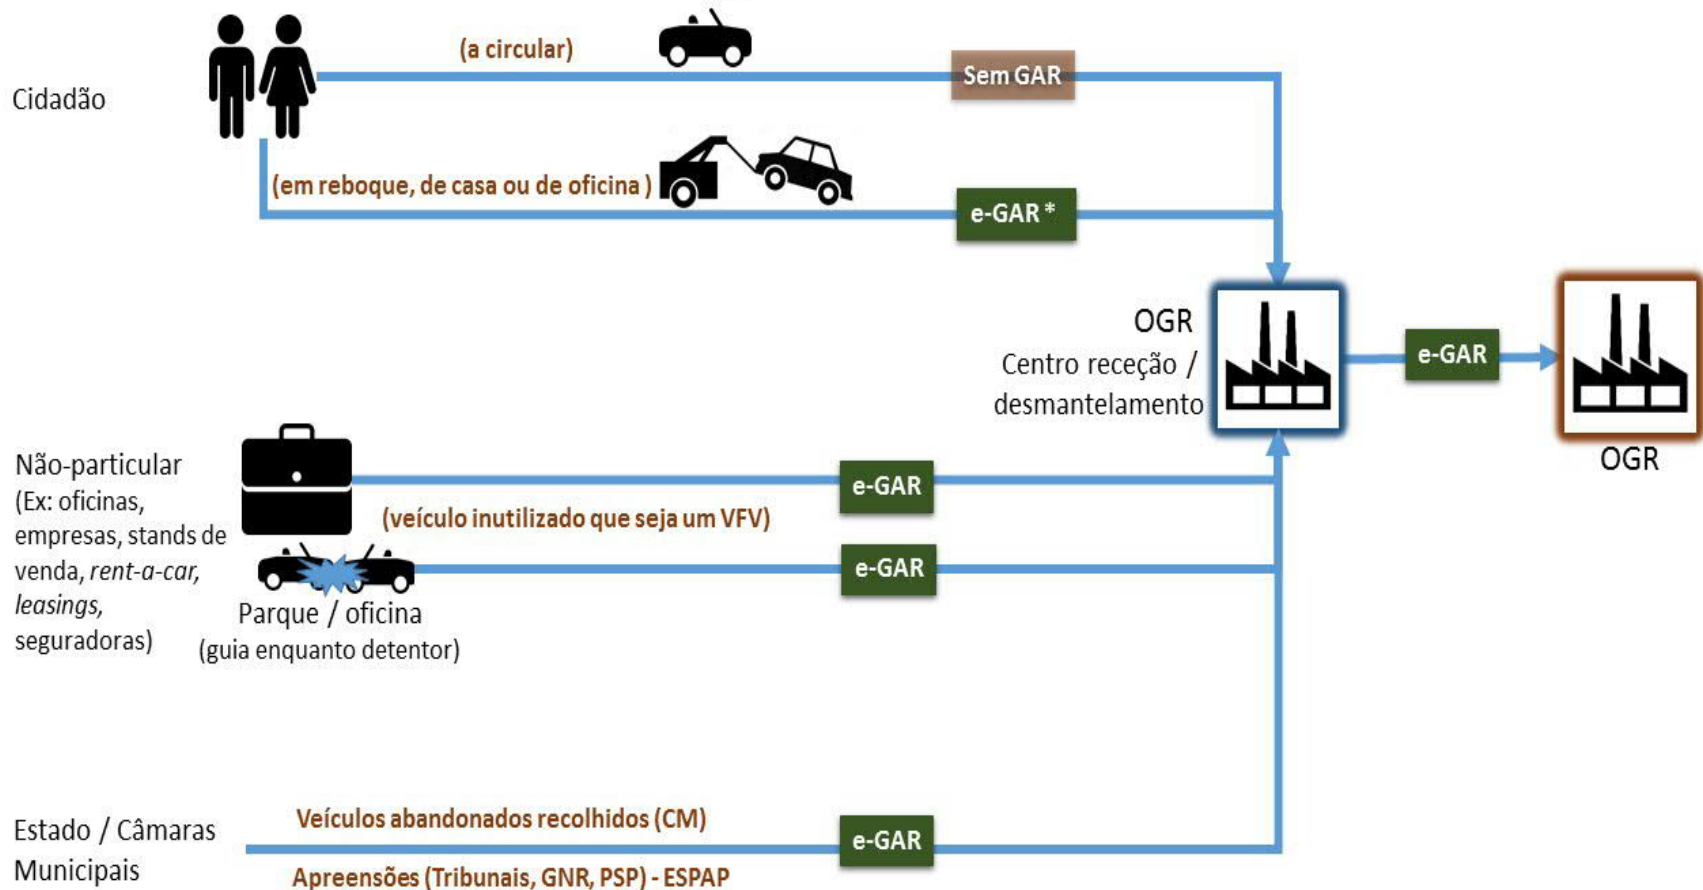 (a circular)
Sem GAR
Cidadão
(em reboque, de casa ou de oficina )
e-GAR *
OGR
Centro receção /
desmantelamento
e-GAR
OGR
Não-particular
(Ex: oficinas,
empresas, stands de
venda, rent-a-car,
leasings,
seguradoras)
e-GAR
(veículo inutilizado que seja um VFV)
e-GAR
Parque / oficina
(guia enquanto detentor)
Estado / Câmaras
Municipais
Veículos abandonados recolhidos (CM)
e-GAR
Apreensões (Tribunais, GNR, PSP) - ESPAP